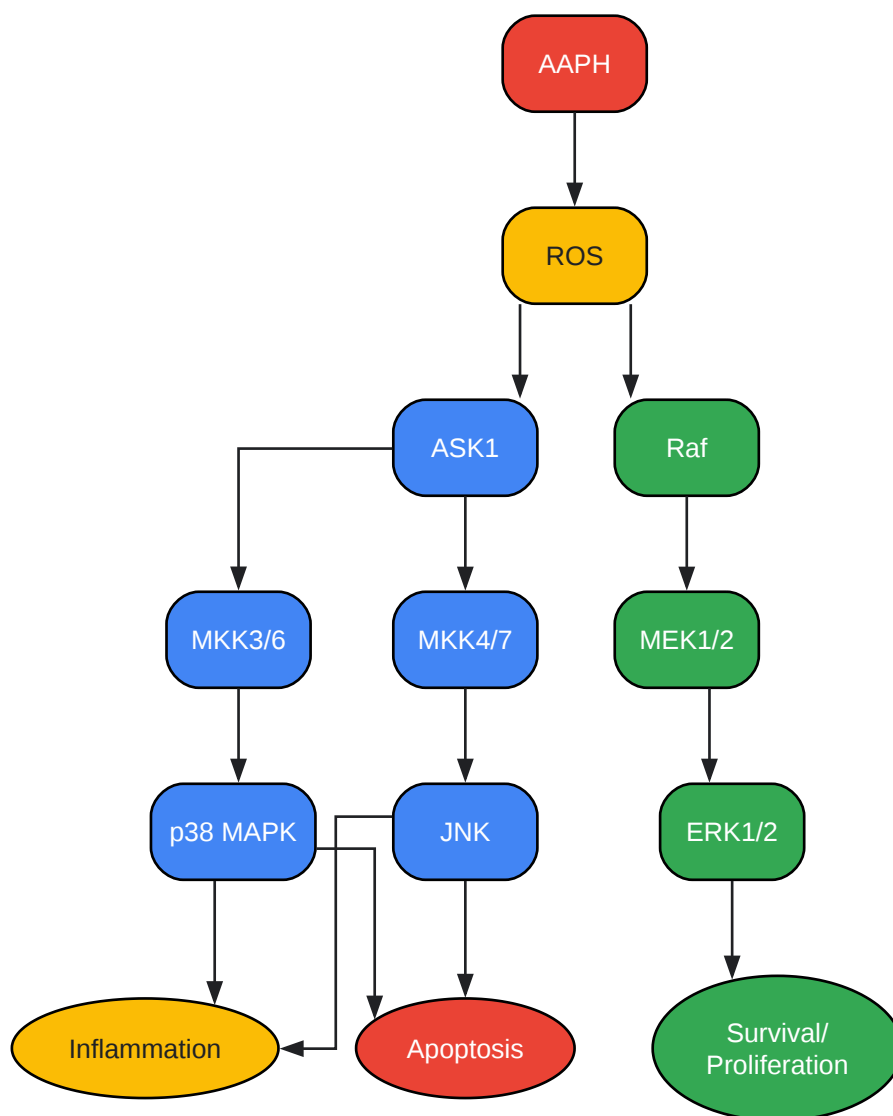 AAPH
ROS
ASK1
Raf
MKK3/6
MKK4/7
MEK1/2
p38 MAPK
JNK
ERK1/2
Inflammation
Apoptosis
Survival/
Proliferation